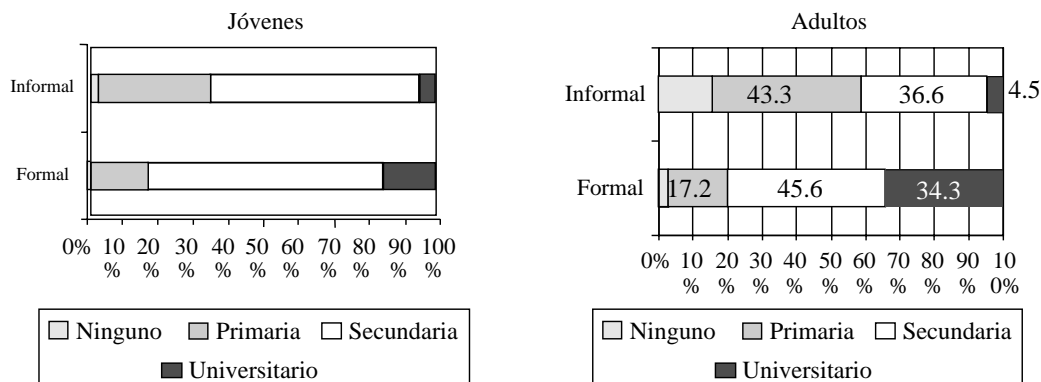 Jóvenes
Informal
Formal
0% 10 20 30 40 50 60 70 80 90 100
% % % % % % % % % %
Ninguno Primaria Secundaria
Universitario
Adultos
Informal 43.3 36.6 4.5
Formal 17.2 45.6 34.3
0% 10 20 30 40 50 60 70 80 90 10
% % % % % % % % % 0%
Ninguno Primaria Secundaria
Universitario